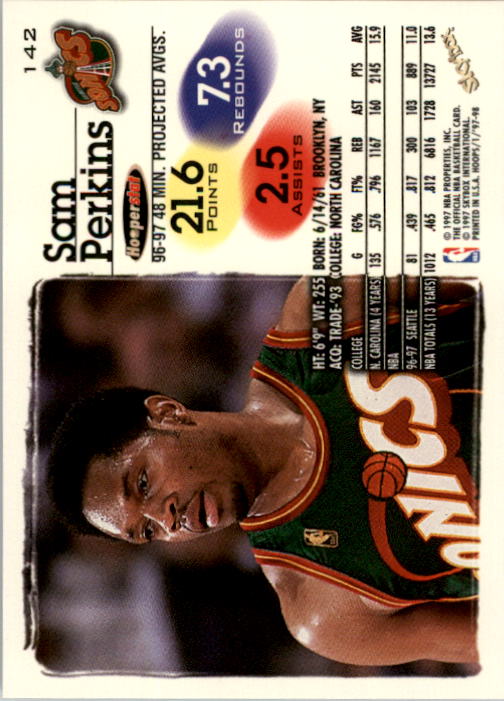 142
SONICS
Sam
Perkins
Hooperstats
96-97 48 MIN. PROJECTED AVGS.
21.6
POINTS
7.3
REBOUNDS
2.5
ASSISTS
HT: 6'9" WT: 255 BORN: 6/14/61 BROOKLYN, NY
ACQ: TRADE-'93 COLLEGE: NORTH CAROLINA
COLLEGE G FG% FT% REB AST PTS AVG
N. CAROLINA (4 YEARS) 135 .576 .796 1167 160 2145 15.9
NBA
96-97 SEATTLE 81 .439 .817 300 103 889 11.0
NBA TOTALS (13 YEARS) 1012 .465 .812 6816 1728 13727 13.6
NBA
© 1997 NBA PROPERTIES, INC.
THE OFFICIAL NBA BASKETBALL CARD.
© 1997 SKYBOX INTERNATIONAL.
PRINTED IN U.S.A. HOOPS/1/'97-98
SKYBOX
ONICS